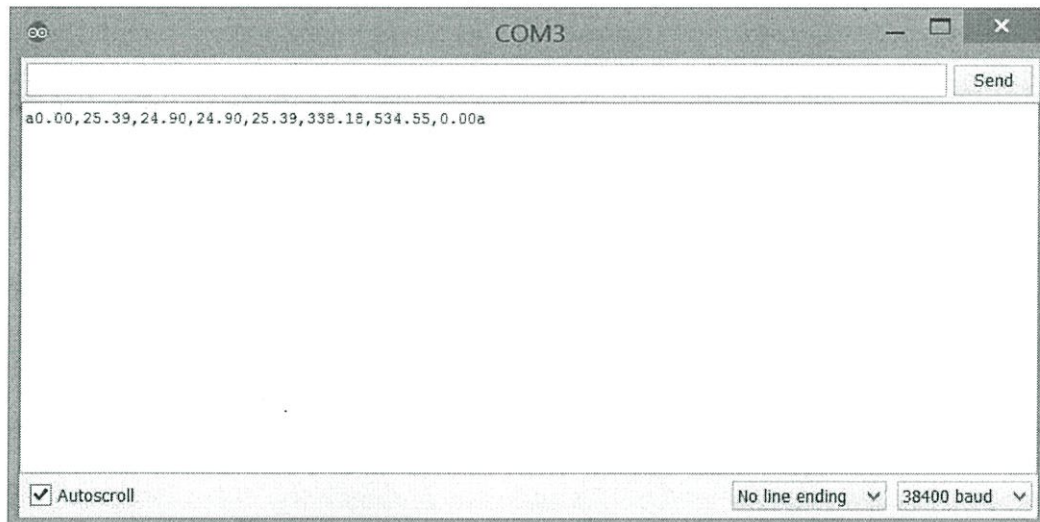 COM3
Send
a0.00,25.39,24.90,24.90,25.39,338.18,534.55,0.00a
Autoscroll
No line ending
38400 baud